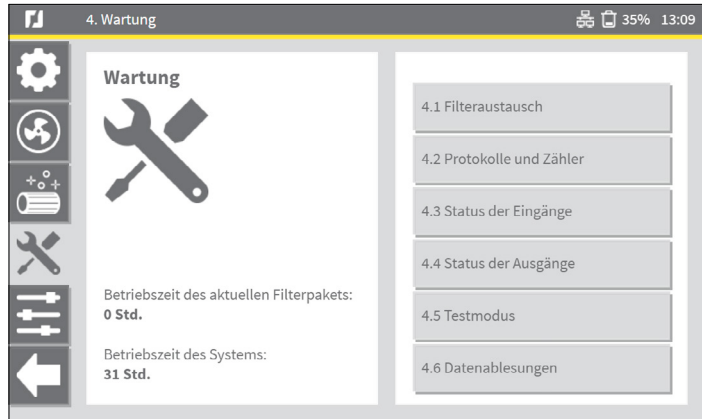 4. Wartung
35% 13:09
Wartung
Betriebszeit des aktuellen Filterpakets:
0 Std.
Betriebszeit des Systems:
31 Std.
4.1 Filteraustausch
4.2 Protokolle und Zähler
4.3 Status der Eingänge
4.4 Status der Ausgänge
4.5 Testmodus
4.6 Datenablesungen